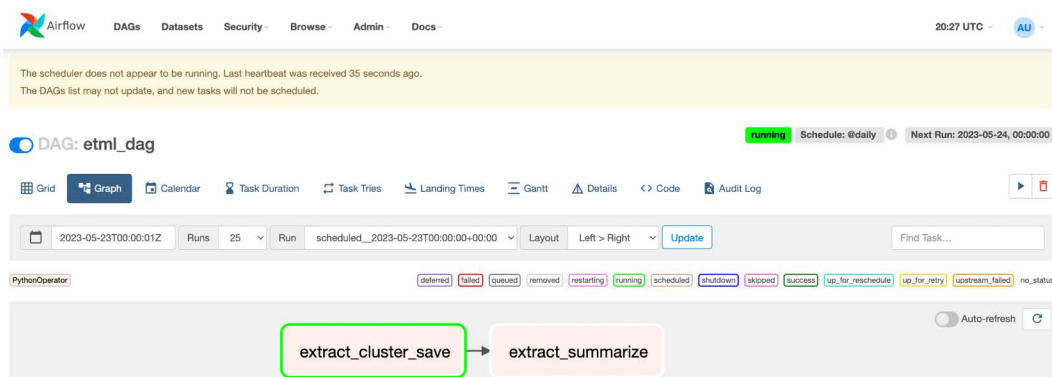 Airflow DAGs Datasets Security Browse Admin Docs 20:27 UTC AU
The scheduler does not appear to be running. Last heartbeat was received 35 seconds ago.
The DAGs list may not update, and new tasks will not be scheduled.
DAG: etml_dag running Schedule: @daily Next Run: 2023-05-24, 00:00:00
Grid Graph Calendar Task Duration Task Tries Landing Times Gantt Details <> Code Audit Log
2023-05-23T00:00:01Z Runs 25 Run scheduled__2023-05-23T00:00:00+00:00 Layout Left > Right Update Find Task...
PythonOperator deferred failed queued removed restarting running scheduled shutdown skipped success up_for_reschedule up_for_retry upstream_failed no_status
Auto-refresh
extract_cluster_save extract_summarize